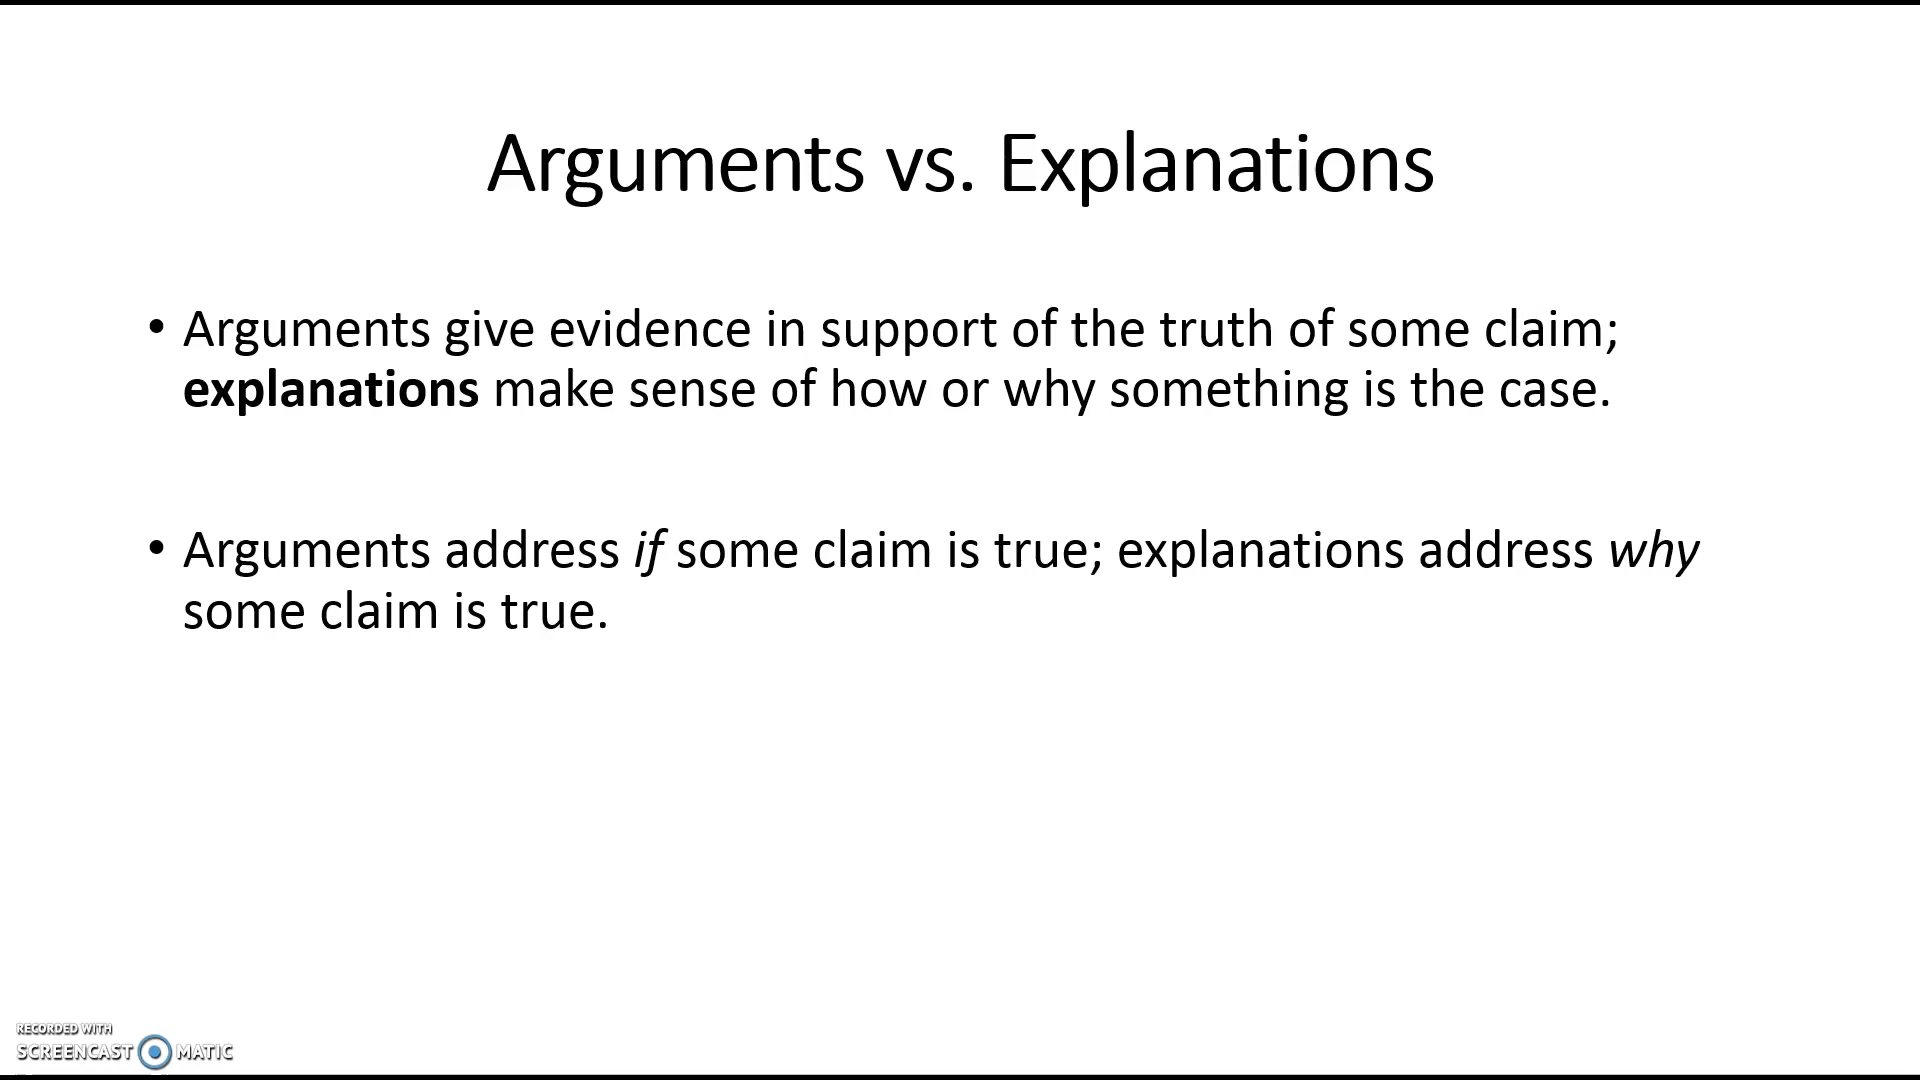 Arguments vs. Explanations
• Arguments give evidence in support of the truth of some claim;
explanations make sense of how or why something is the case.
• Arguments address if some claim is true; explanations address why
some claim is true.
RECORDED WITH
SCREENCAST MATIC